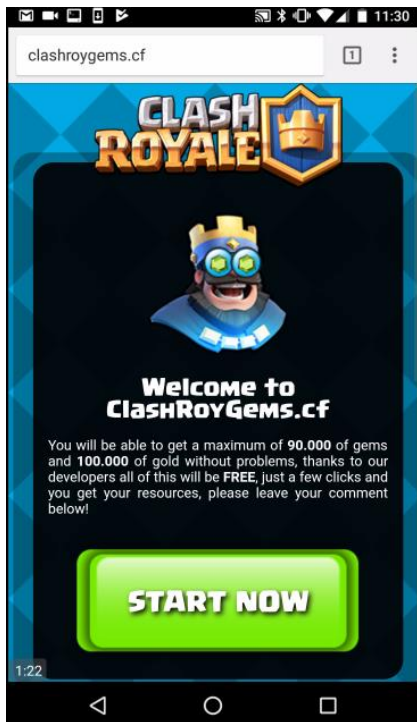 11:30
clashroygems.cf
1
CLASH
ROYALE
Welcome to
ClashRoyGems.cf
You will be able to get a maximum of 90.000 of gems
and 100.000 of gold without problems, thanks to our
developers all of this will be FREE, just a few clicks and
you get your resources, please leave your comment
below!
START NOW
1:22